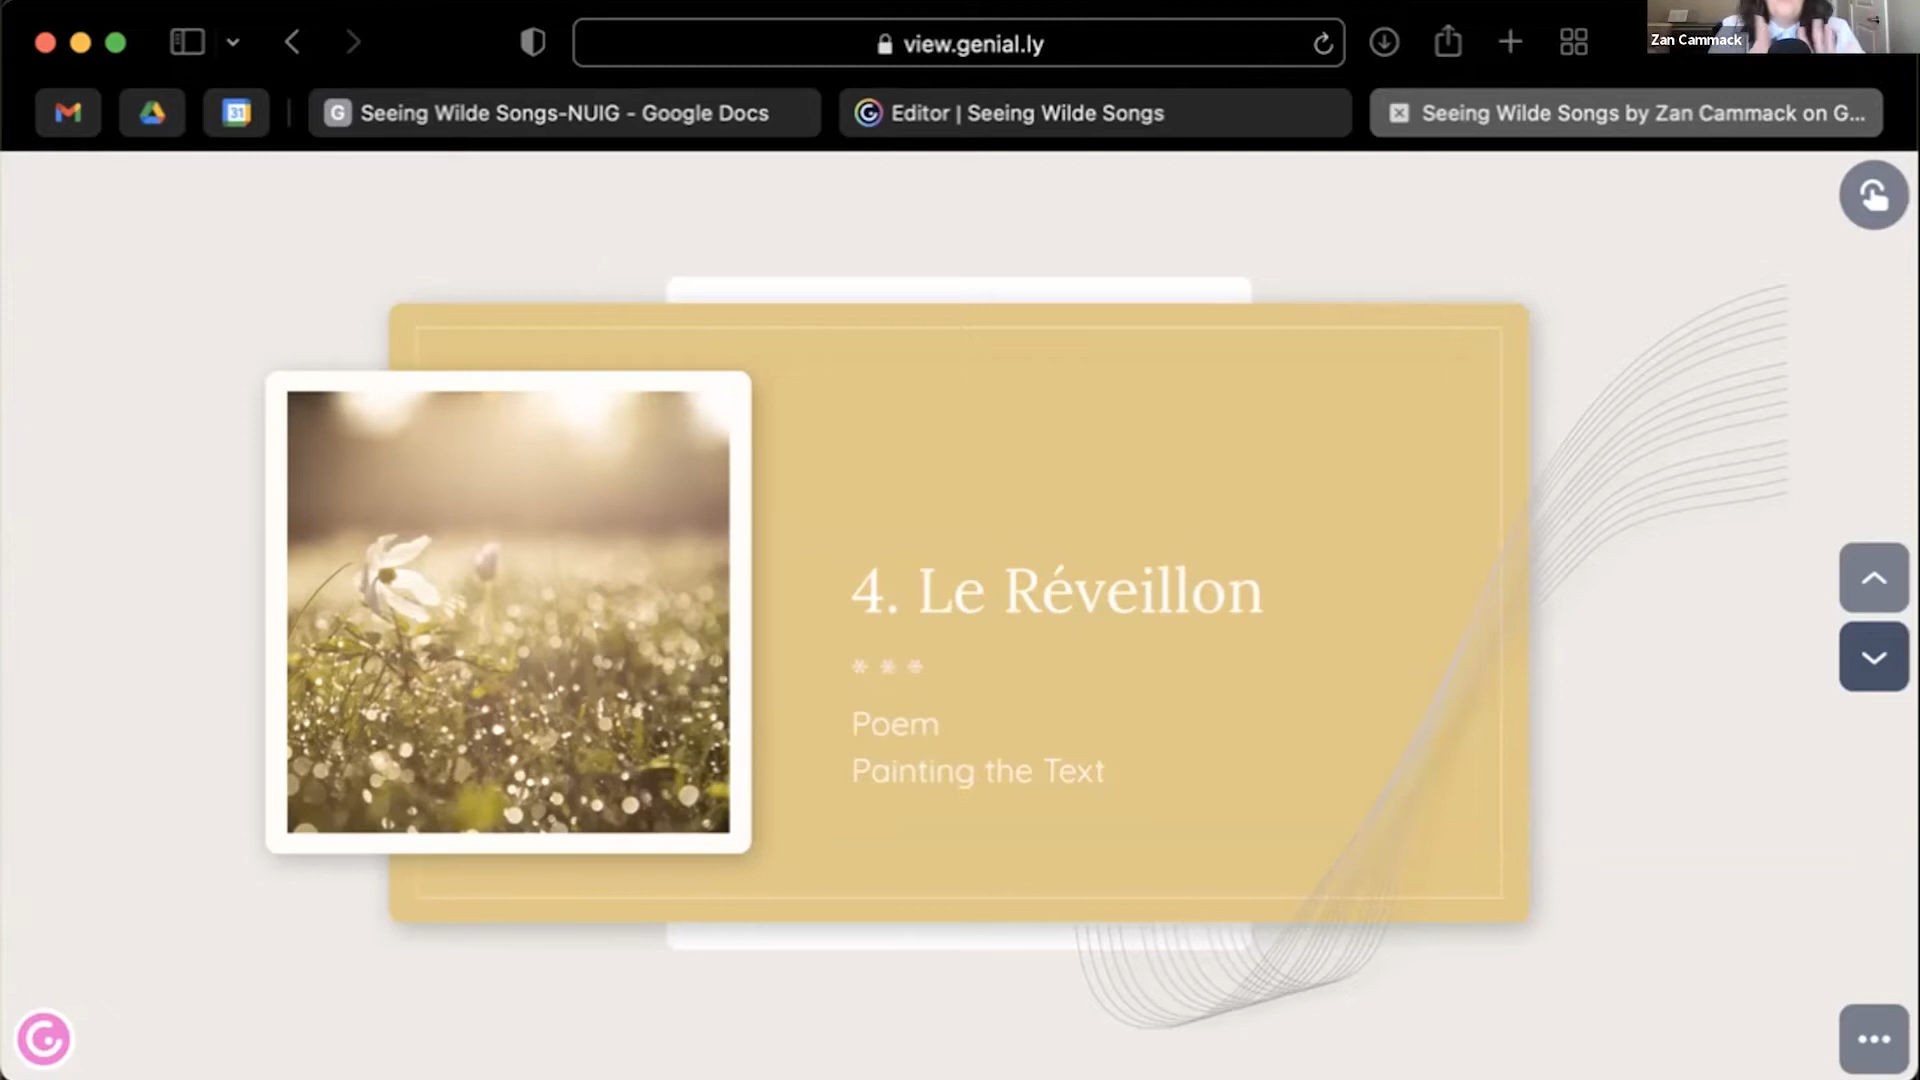 view.genial.ly
Zan Cammack
31
G Seeing Wilde Songs-NUIG - Google Docs
Editor | Seeing Wilde Songs
Seeing Wilde Songs by Zan Cammack on G...
4. Le Réveillon
* * *
Poem
Painting the Text